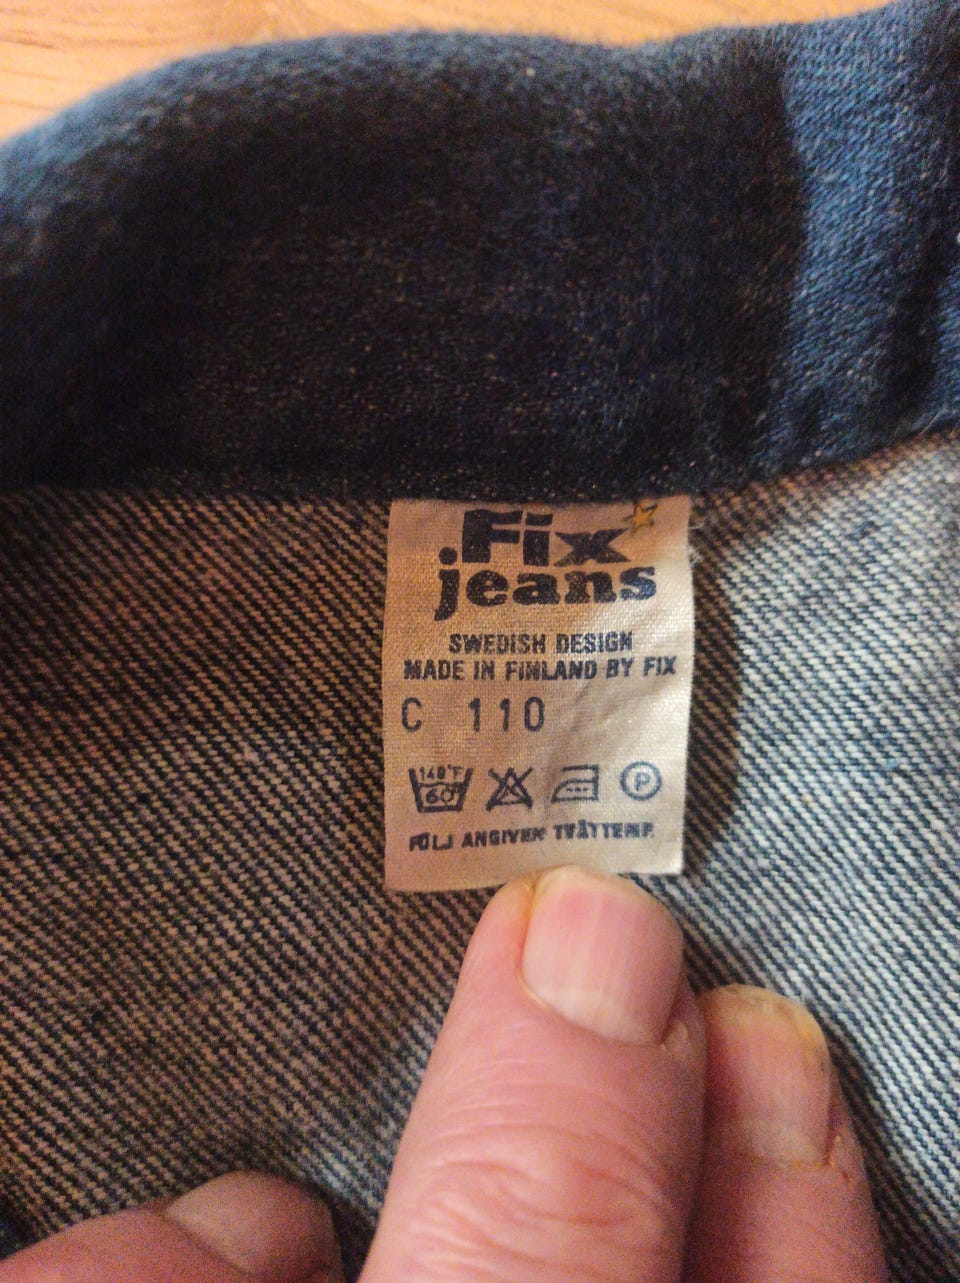 Fix
jeans
SWEDISH DESIGN
MADE IN FINLAND BY FIX
C 110
140°F
60°
P
FÖLJ ANGIVEN TVÄTTEMP.